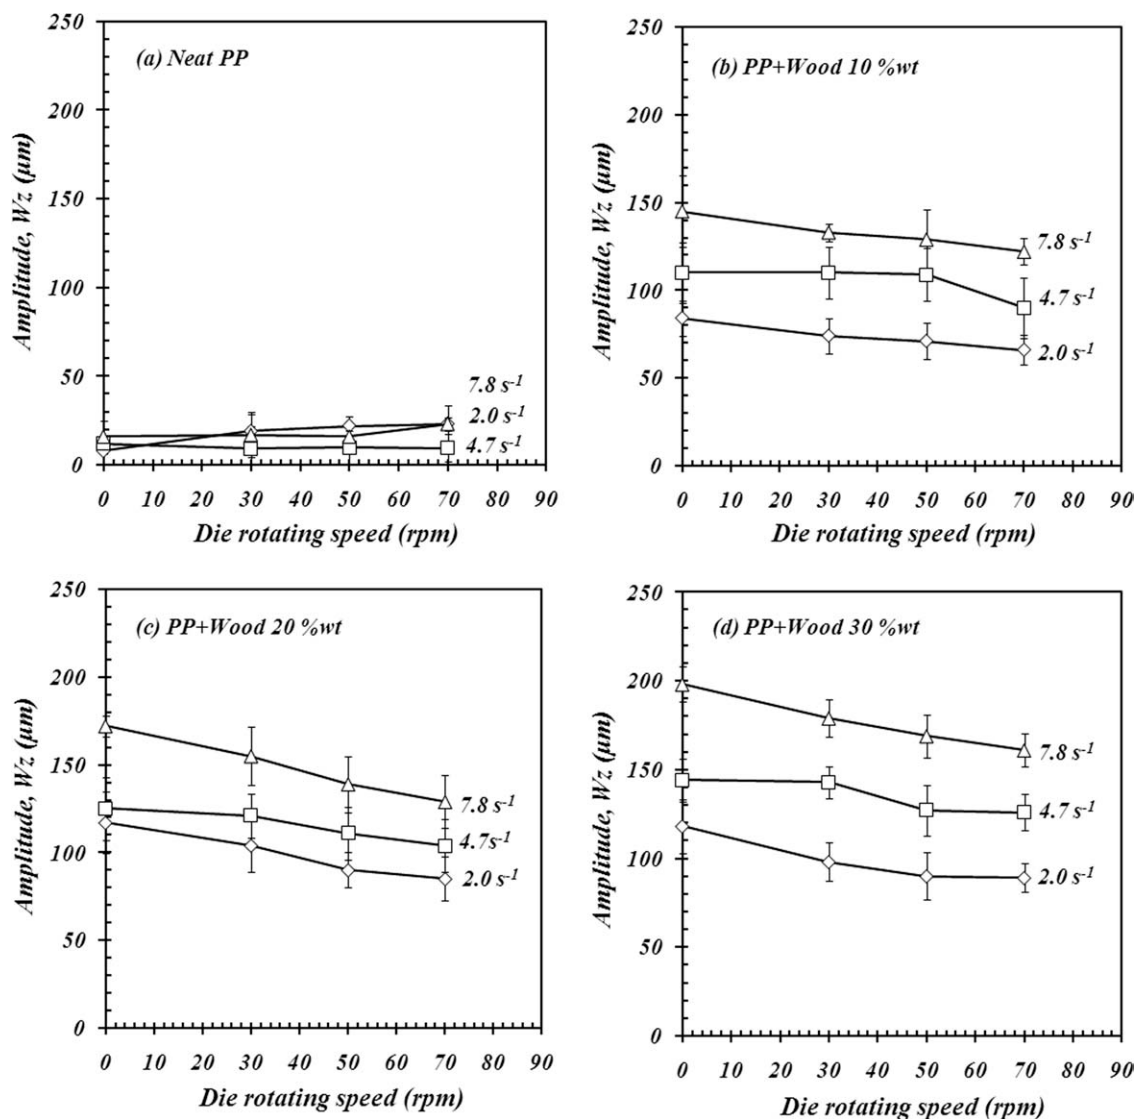 250
(a) Neat PP
200
150
100
50
0
Amplitude, Wz (µm)
7.8 s-1
2.0 s-1
4.7 s-1
0 10 20 30 40 50 60 70 80 90
Die rotating speed (rpm)
250
(b) PP+Wood 10 %wt
200
150
100
50
0
Amplitude, Wz (µm)
7.8 s-1
4.7 s-1
2.0 s-1
0 10 20 30 40 50 60 70 80 90
Die rotating speed (rpm)
250
(c) PP+Wood 20 %wt
200
150
100
50
0
Amplitude, Wz (µm)
7.8 s-1
4.7s-1
2.0 s-1
0 10 20 30 40 50 60 70 80 90
Die rotating speed (rpm)
250
(d) PP+Wood 30 %wt
200
150
100
50
0
Amplitude, Wz (µm)
7.8 s-1
4.7 s-1
2.0 s-1
0 10 20 30 40 50 60 70 80 90
Die rotating speed (rpm)